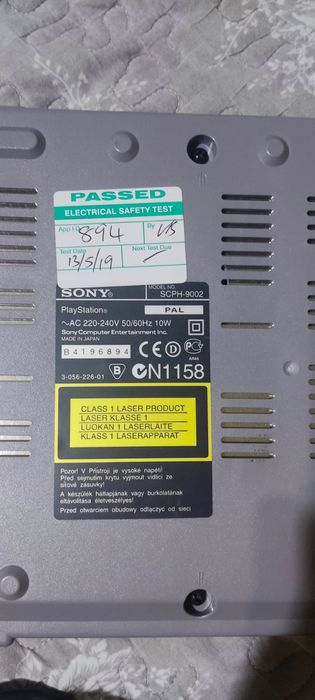 PASSED
ELECTRICAL SAFETY TEST
App I.D. 894 By
Test Date 13/5/19 Next Test Due
SONY® MODEL NO. SCPH-9002
PlayStation® PAL
~AC 220-240V 50/60Hz 10W
Sony Computer Entertainment Inc.
MADE IN JAPAN
B4196894 CE D PC
AR46
3-056-226-01 B N1158
CLASS 1 LASER PRODUCT
LASER KLASSE 1
LUOKAN 1 LASERLAITE
KLASS 1 LASERAPPARAT
Pozor! V Přístroji je vysoké napětí!
Před sejmutím krytu vyjmout vidlici ze
síťové zásuvky!
A készülék hátlapjának vagy burkolatának
eltávolítása életveszélyes!
Przed otwarciem obudowy odłączyć od sieci